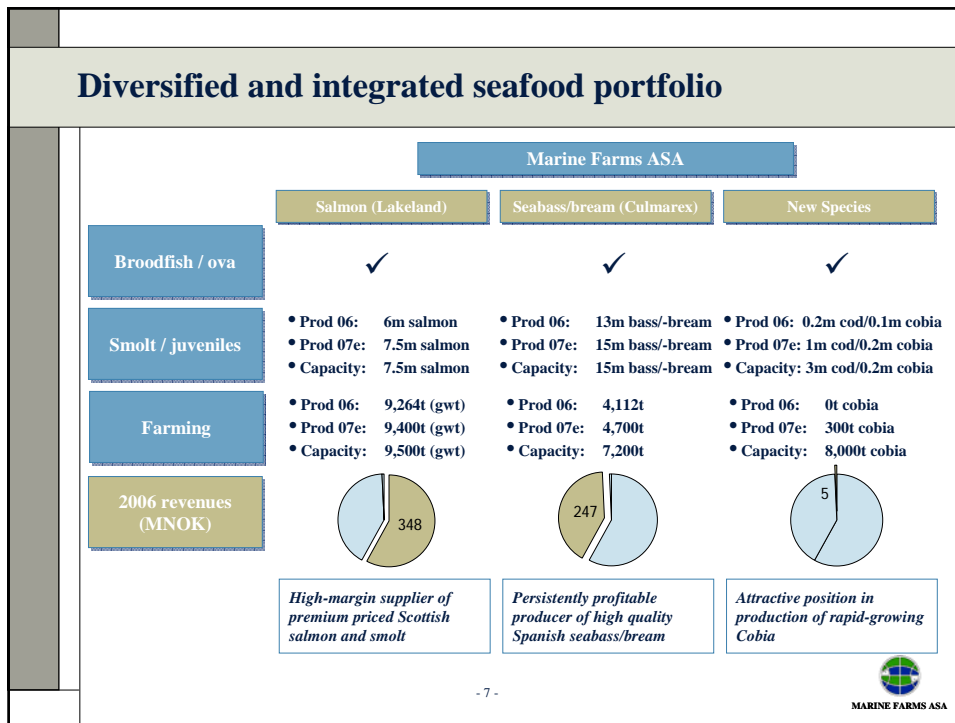 Diversified and integrated seafood portfolio
Marine Farms ASA
Salmon (Lakeland)
Seabass/bream (Culmarex)
New Species
Broodfish / ova
✓
✓
✓
Smolt / juveniles
• Prod 06: 6m salmon
• Prod 07e: 7.5m salmon
• Capacity: 7.5m salmon
• Prod 06: 13m bass/-bream
• Prod 07e: 15m bass/-bream
• Capacity: 15m bass/-bream
• Prod 06: 0.2m cod/0.1m cobia
• Prod 07e: 1m cod/0.2m cobia
• Capacity: 3m cod/0.2m cobia
Farming
• Prod 06: 9,264t (gwt)
• Prod 07e: 9,400t (gwt)
• Capacity: 9,500t (gwt)
• Prod 06: 4,112t
• Prod 07e: 4,700t
• Capacity: 7,200t
• Prod 06: 0t cobia
• Prod 07e: 300t cobia
• Capacity: 8,000t cobia
2006 revenues
(MNOK)
348
247
5
High-margin supplier of
premium priced Scottish
salmon and smolt
Persistently profitable
producer of high quality
Spanish seabass/bream
Attractive position in
production of rapid-growing
Cobia
- 7 -
MARINE FARMS ASA